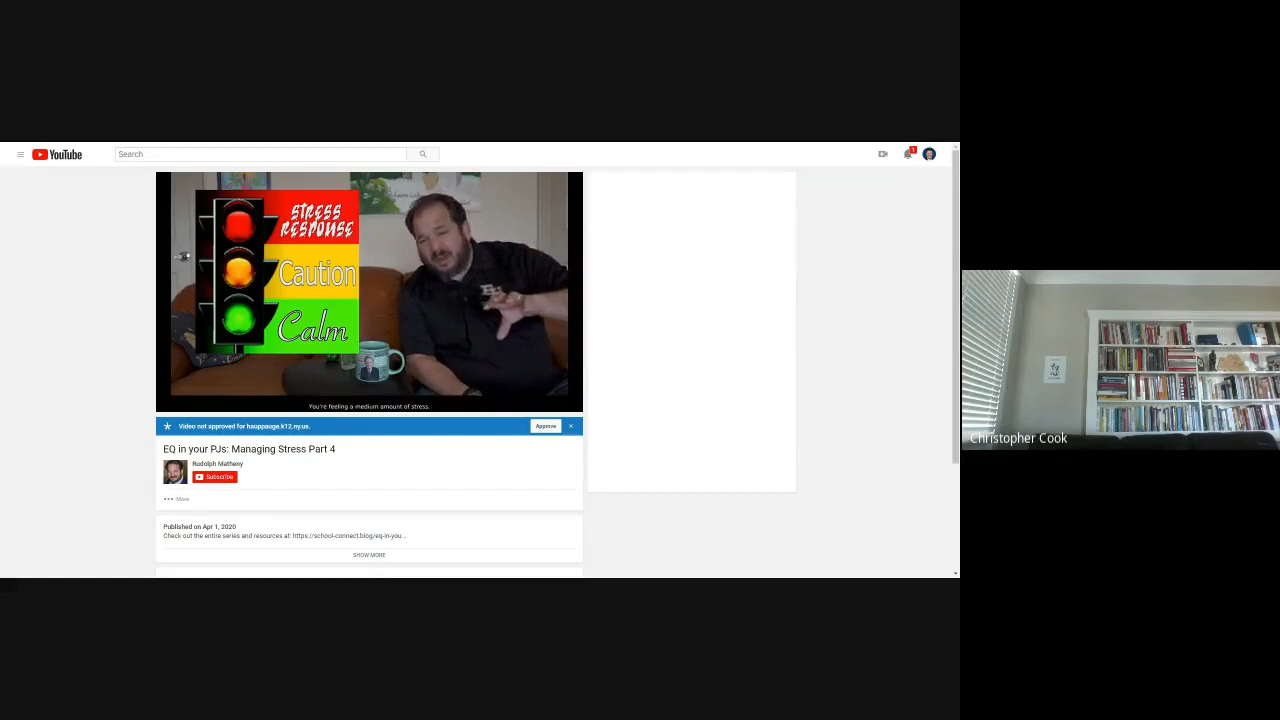 YouTube
Search
1
STRESS
RESPONSE
Caution
Calm
You're feeling a medium amount of stress.
Video not approved for hauppauge.k12.ny.us.
Approve
EQ in your PJs: Managing Stress Part 4
Rudolph Matheny
Subscribe
More
Published on Apr 1, 2020
Check out the entire series and resources at: https://school-connect.blog/eq-in-you...
SHOW MORE
Christopher Cook